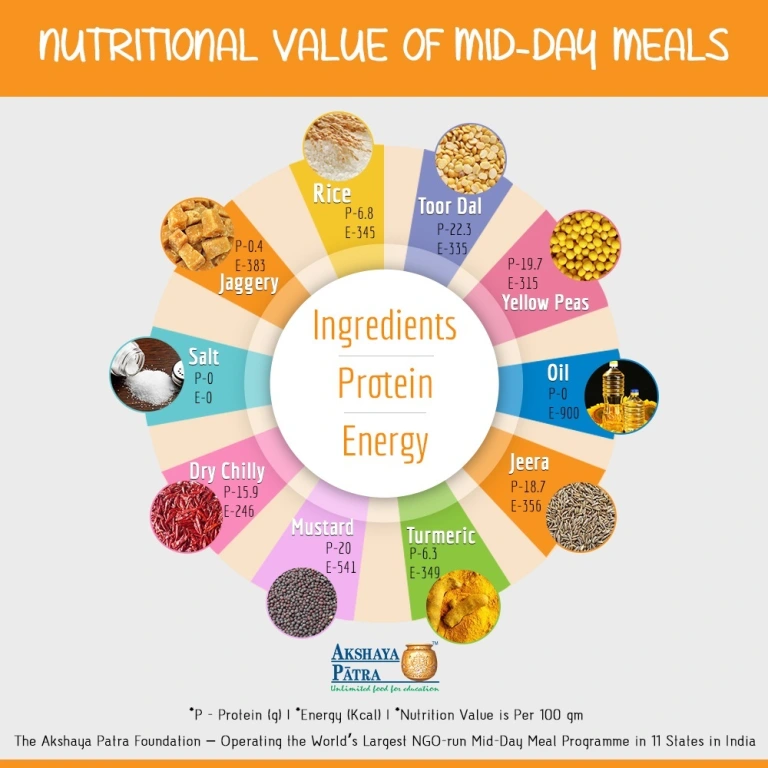 NUTRITIONAL VALUE OF MID-DAY MEALS
Rice
P-6.8
E-345
Toor Dal
P-22.3
E-335
P-19.7
E-315
Yellow Peas
Oil
P-0
E-900
Jeera
P-18.7
E-356
Turmeric
P-6.3
E-349
Mustard
P-20
E-541
Dry Chilly
P-15.9
E-246
Salt
P-0
E-0
P-0.4
E-383
Jaggery
Ingredients
Protein
Energy
AKSHAYA
PĀTRA
TM
Unlimited food for education
*P - Protein (g) | *Energy (Kcal) | *Nutrition Value is Per 100 gm
The Akshaya Patra Foundation – Operating the World's Largest NGO-run Mid-Day Meal Programme in 11 States in India